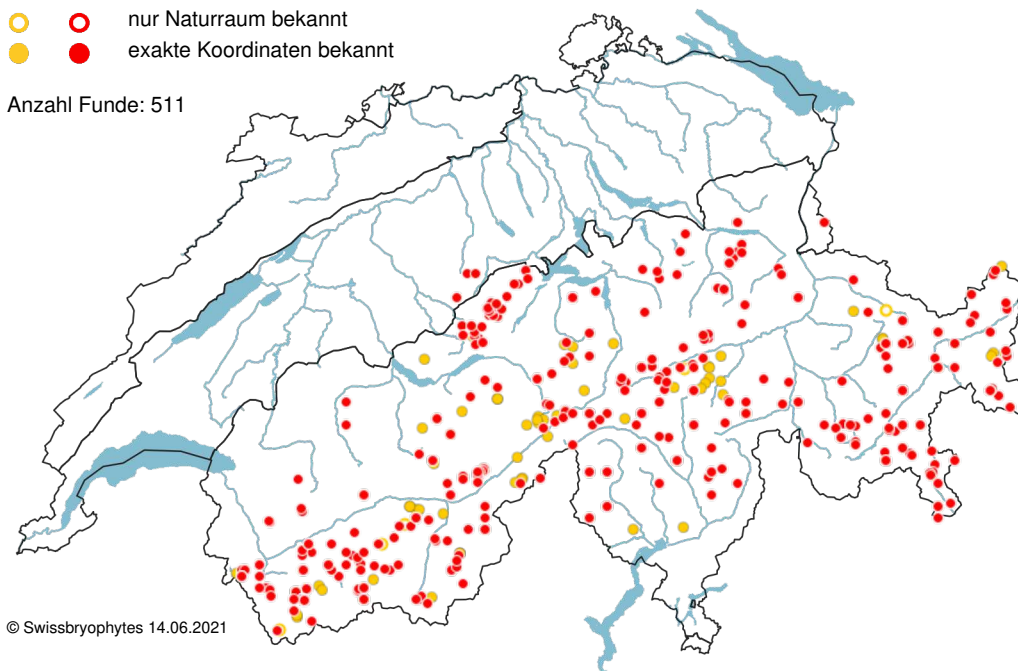 nur Naturraum bekannt
exakte Koordinaten bekannt
Anzahl Funde: 511
© Swissbryophytes 14.06.2021